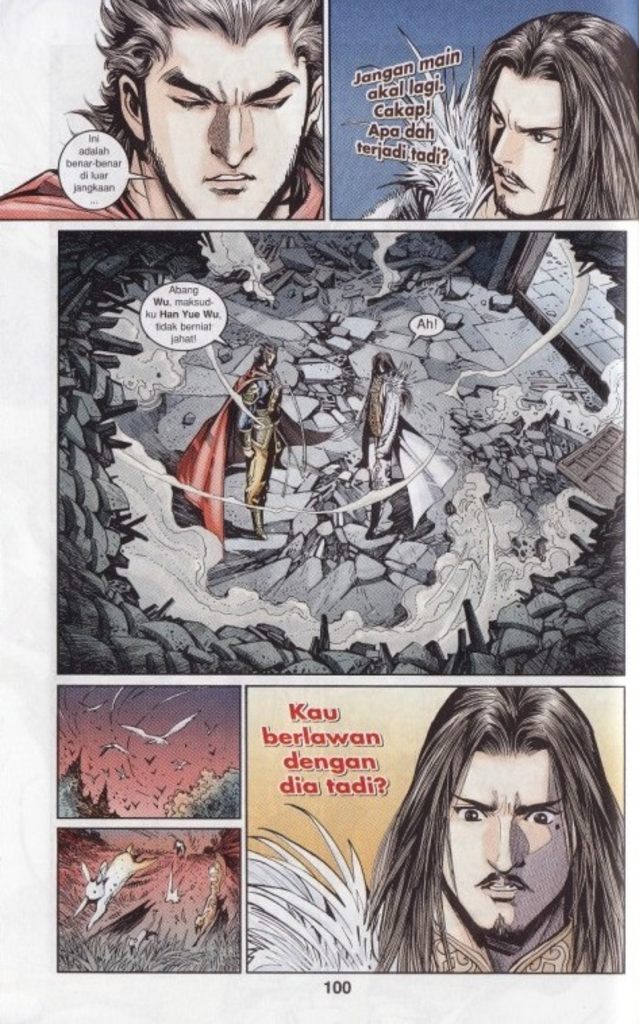 Ini
adalah
benar-benar
di luar
jangkaan
...
Jangan main
akal lagi.
Cakap!
Apa dah
terjadi tadi?
Abang
Wu, maksud-
ku Han Yue Wu,
tidak berniat
jahat!
Ah!
Kau
berlawan
dengan
dia tadi?
100